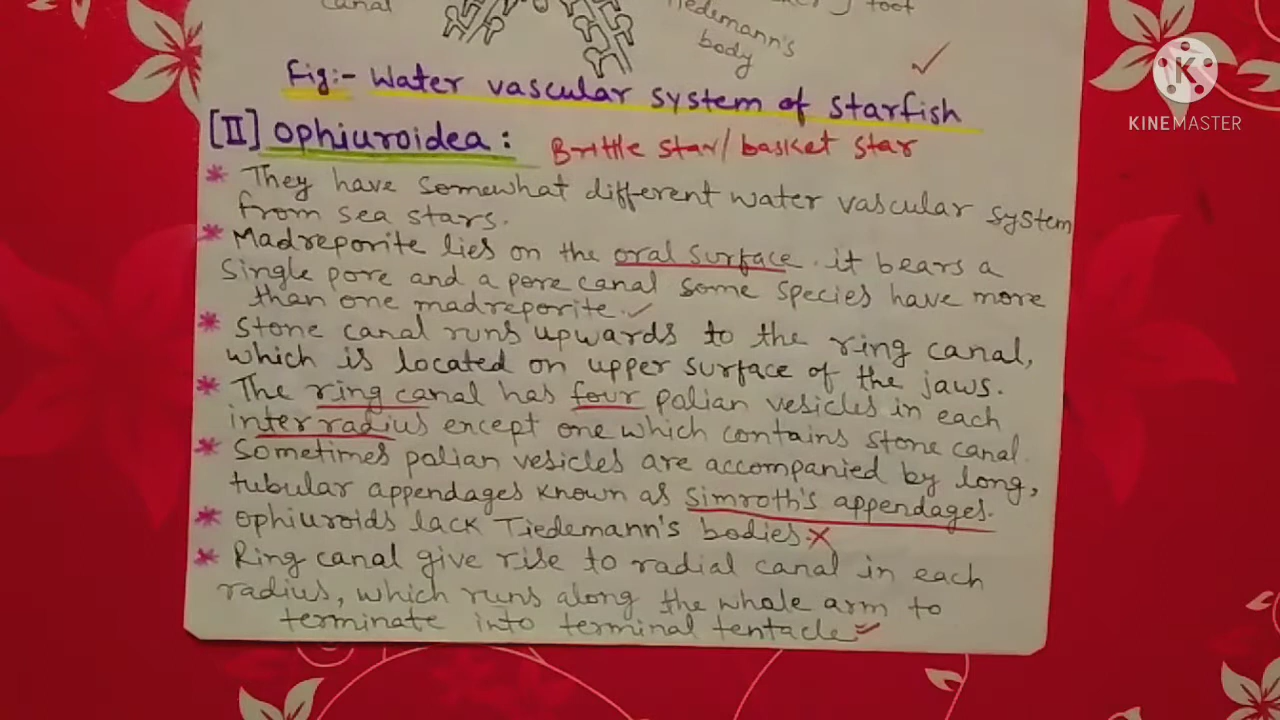 canal
Tiedemann's
body
foot
Fig:- Water vascular system of starfish
K
KINEMASTER
[II] Ophiuroidea: Brittle star/basket star
* They have somewhat different water vascular system
from sea stars.
* Madreporite lies on the oral surface. it bears a
single pore and a pore canal some species have more
than one madreporite.
* Stone canal runs upwards to the ring canal,
which is located on upper surface of the jaws.
* The ring canal has four polian vesicles in each
interradius except one which contains stone canal.
* Sometimes polian vesicles are accompanied by long,
tubular appendages known as Simroth's appendages.
* Ophiuroids lack Tiedemann's bodies.
* Ring canal give rise to radial canal in each
radius, which runs along the whole arm to
terminate into terminal tentacle